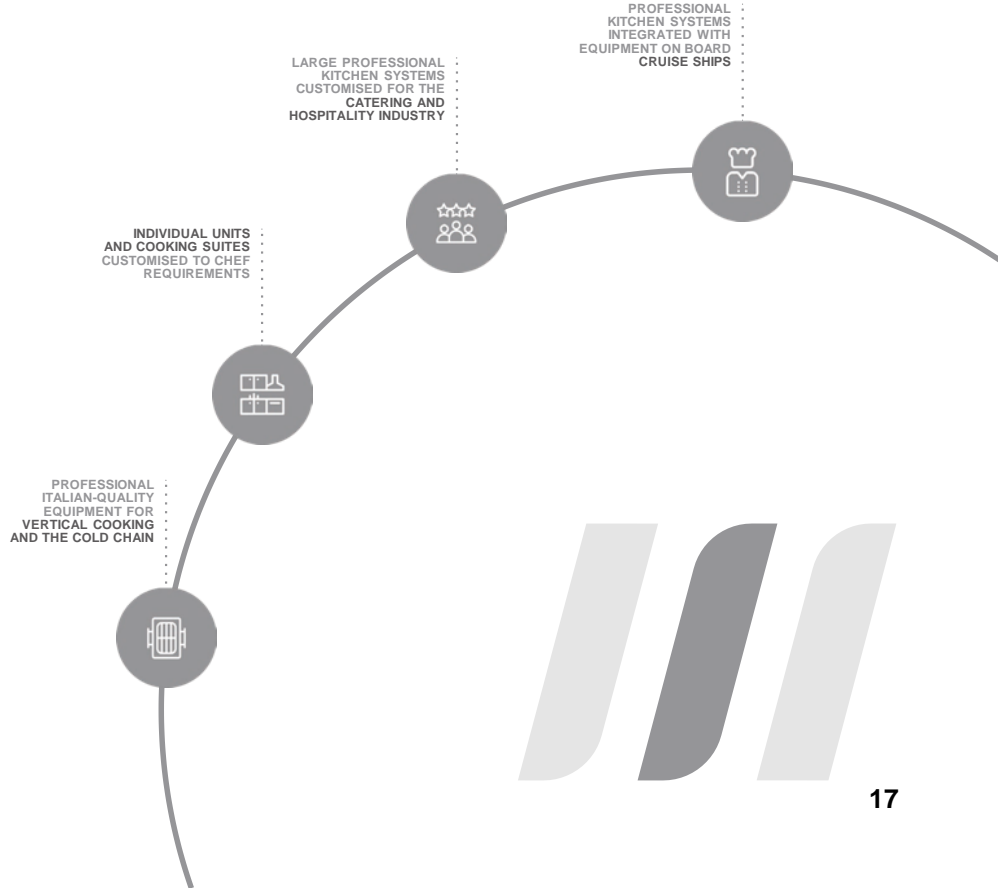 PROFESSIONAL
KITCHEN SYSTEMS
INTEGRATED WITH
EQUIPMENT ON BOARD
CRUISE SHIPS
LARGE PROFESSIONAL
KITCHEN SYSTEMS
CUSTOMISED FOR THE
CATERING AND
HOSPITALITY INDUSTRY
INDIVIDUAL UNITS
AND COOKING SUITES
CUSTOMISED TO CHEF
REQUIREMENTS
PROFESSIONAL
ITALIAN-QUALITY
EQUIPMENT FOR
VERTICAL COOKING
AND THE COLD CHAIN
17